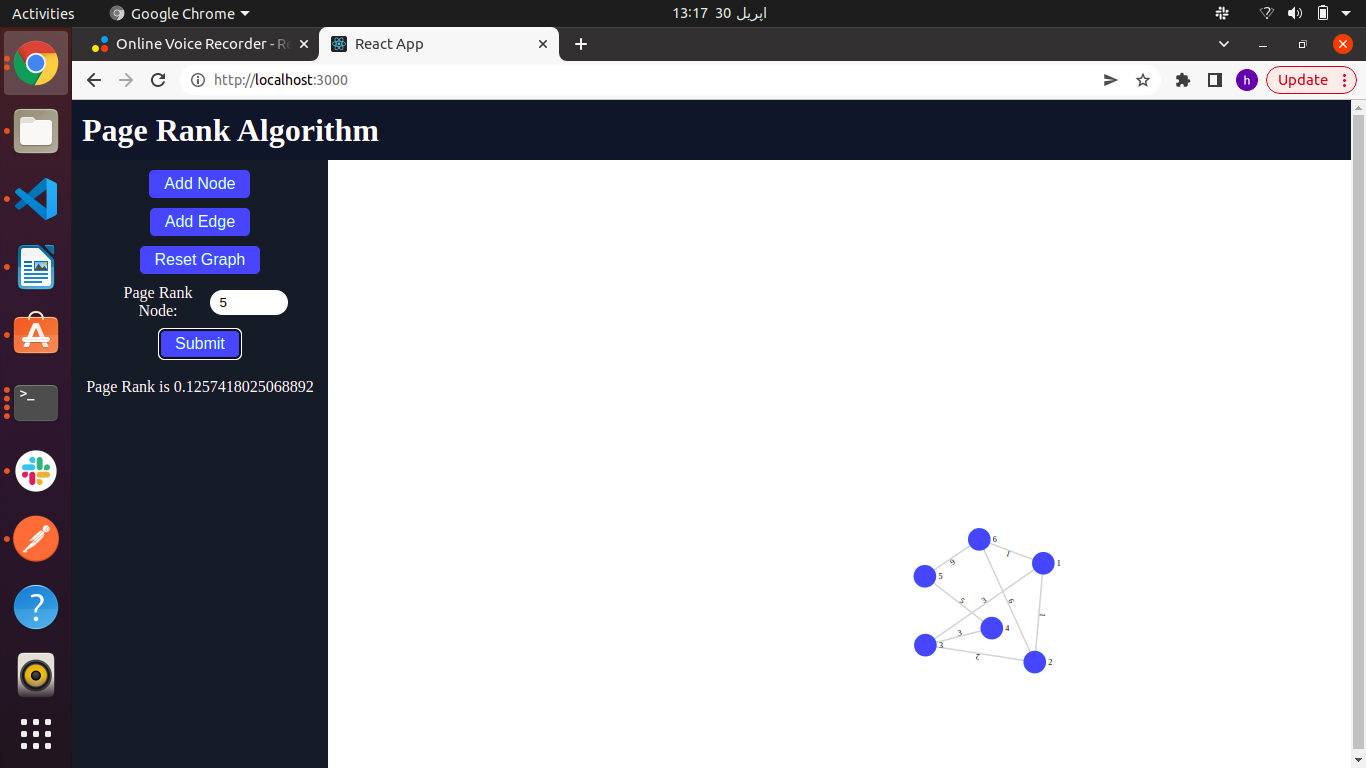 Activities
Google Chrome
13:17 30 اپریل
Online Voice Recorder - Re
React App
http://localhost:3000
h
Update
Page Rank Algorithm
Add Node
Add Edge
Reset Graph
Page Rank
Node:
5
Submit
Page Rank is 0.1257418025068892
>_
?
6
1
1
6
5
5
3
6
1
4
3
3
2
2